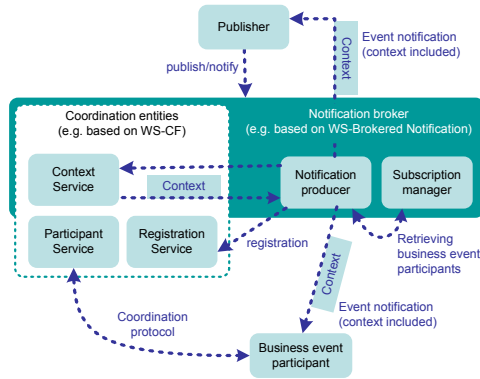 Publisher
Event notification
(context included)
Context
publish/notify
Coordination entities
(e.g. based on WS-CF)
Notification broker
(e.g. based on WS-Brokered Notification)
Context
Service
Context
Notification
producer
Subscription
manager
Participant
Service
Registration
Service
registration
Retrieving
business event
participants
Context
Event notification
(context included)
Coordination
protocol
Business event
participant